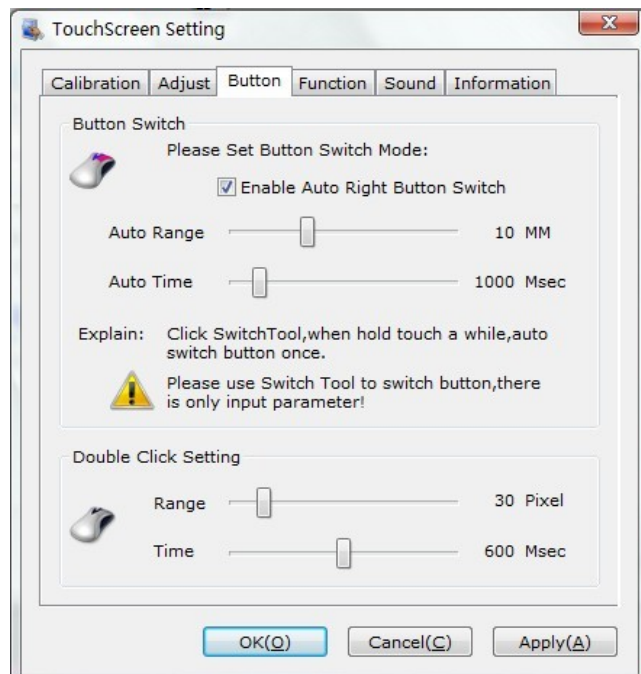 TouchScreen Setting
Calibration Adjust Button Function Sound Information
Button Switch
Please Set Button Switch Mode:
Enable Auto Right Button Switch
Auto Range 10 MM
Auto Time 1000 Msec
Explain: Click SwitchTool,when hold touch a while,auto
switch button once.
Please use Switch Tool to switch button,there
is only input parameter!
Double Click Setting
Range 30 Pixel
Time 600 Msec
OK(O) Cancel(C) Apply(A)